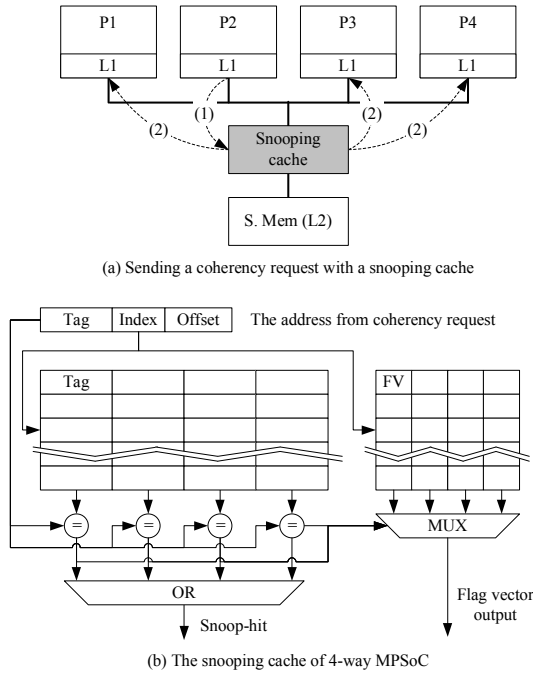 P1 P2 P3 P4
L1 L1 L1 L1
(1)
(2) (2) (2)
Snooping
cache
S. Mem (L2)
(a) Sending a coherency request with a snooping cache
Tag Index Offset The address from coherency request
Tag FV
= = = =
MUX
OR
Flag vector
output
Snoop-hit
(b) The snooping cache of 4-way MPSoC